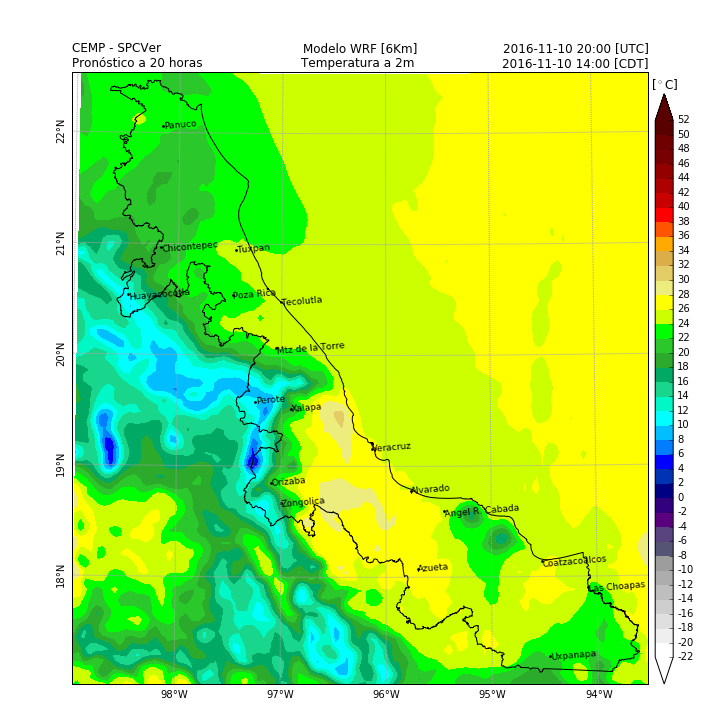 CEMP - SPCVer Modelo WRF [6Km] 2016-11-10 20:00 [UTC]
Pronóstico a 20 horas Temperatura a 2m 2016-11-10 14:00 [CDT]
[°C]
52
50
48
46
44
42
40
38
36
34
32
30
28
26
24
22
20
18
16
14
12
10
8
6
4
2
0
-2
-4
-6
-8
-10
-12
-14
-16
-18
-20
-22
22°N
21°N
20°N
19°N
18°N
Panuco
Chicontepec
Tuxpan
Huayacocotla
Poza Rica
Tecolutla
Mtz de la Torre
Perote
Xalapa
Veracruz
Orizaba
Alvarado
Zongolica
Angel R. Cabada
Azueta
Coatzacoalcos
Las Choapas
Uxpanapa
98°W 97°W 96°W 95°W 94°W